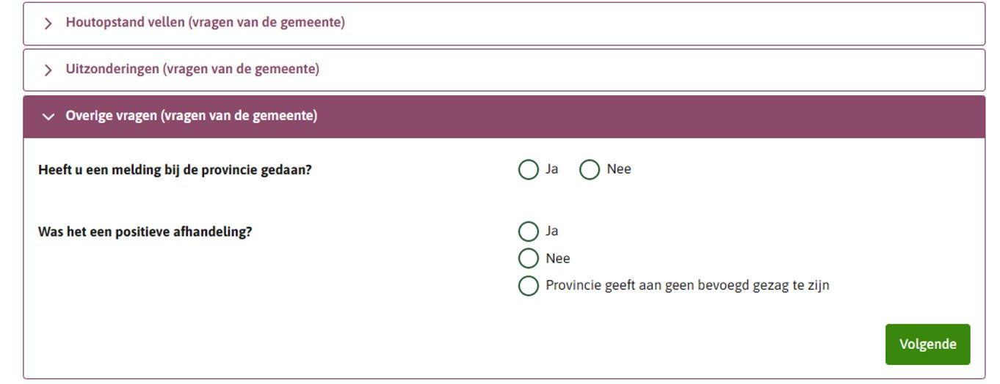 Houtopstand vellen (vragen van de gemeente)
Uitzonderingen (vragen van de gemeente)
Overige vragen (vragen van de gemeente)
Heeft u een melding bij de provincie gedaan? Ja Nee
Was het een positieve afhandeling? Ja
Nee
Provincie geeft aan geen bevoegd gezag te zijn
Volgende